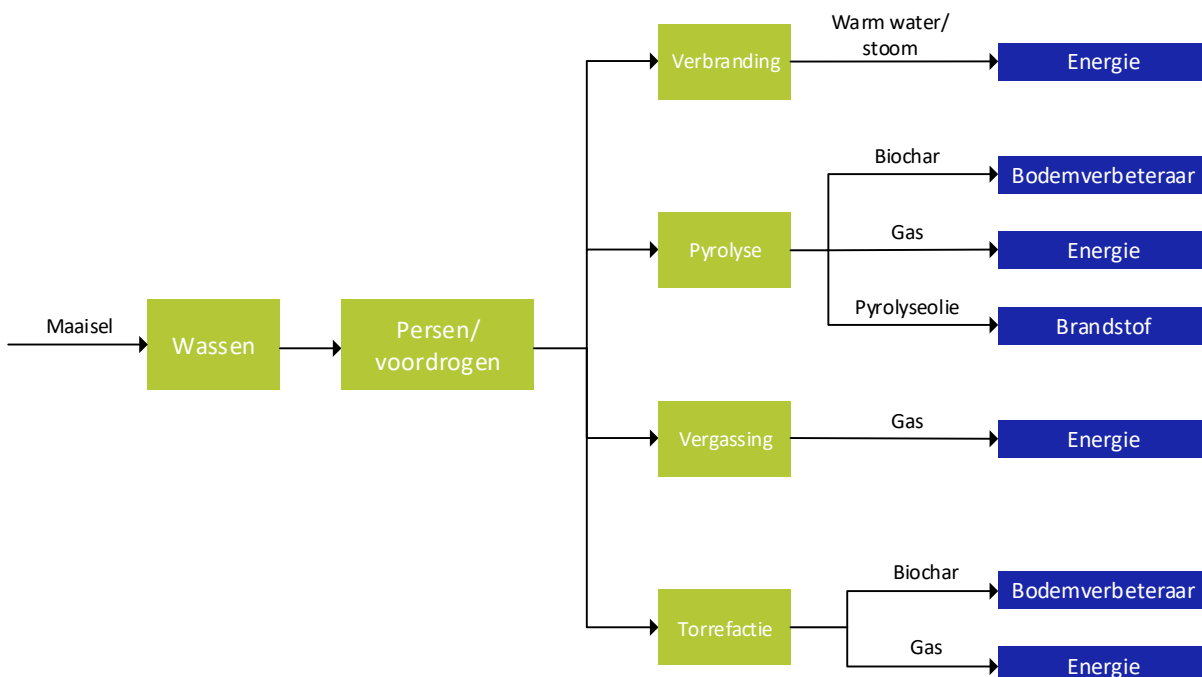 Maaisel
Wassen
Persen/
voordrogen
Verbranding
Warm water/
stoom
Energie
Pyrolyse
Biochar
Bodemverbeteraar
Gas
Energie
Pyrolyseolie
Brandstof
Vergassing
Gas
Energie
Torrefactie
Biochar
Bodemverbeteraar
Gas
Energie